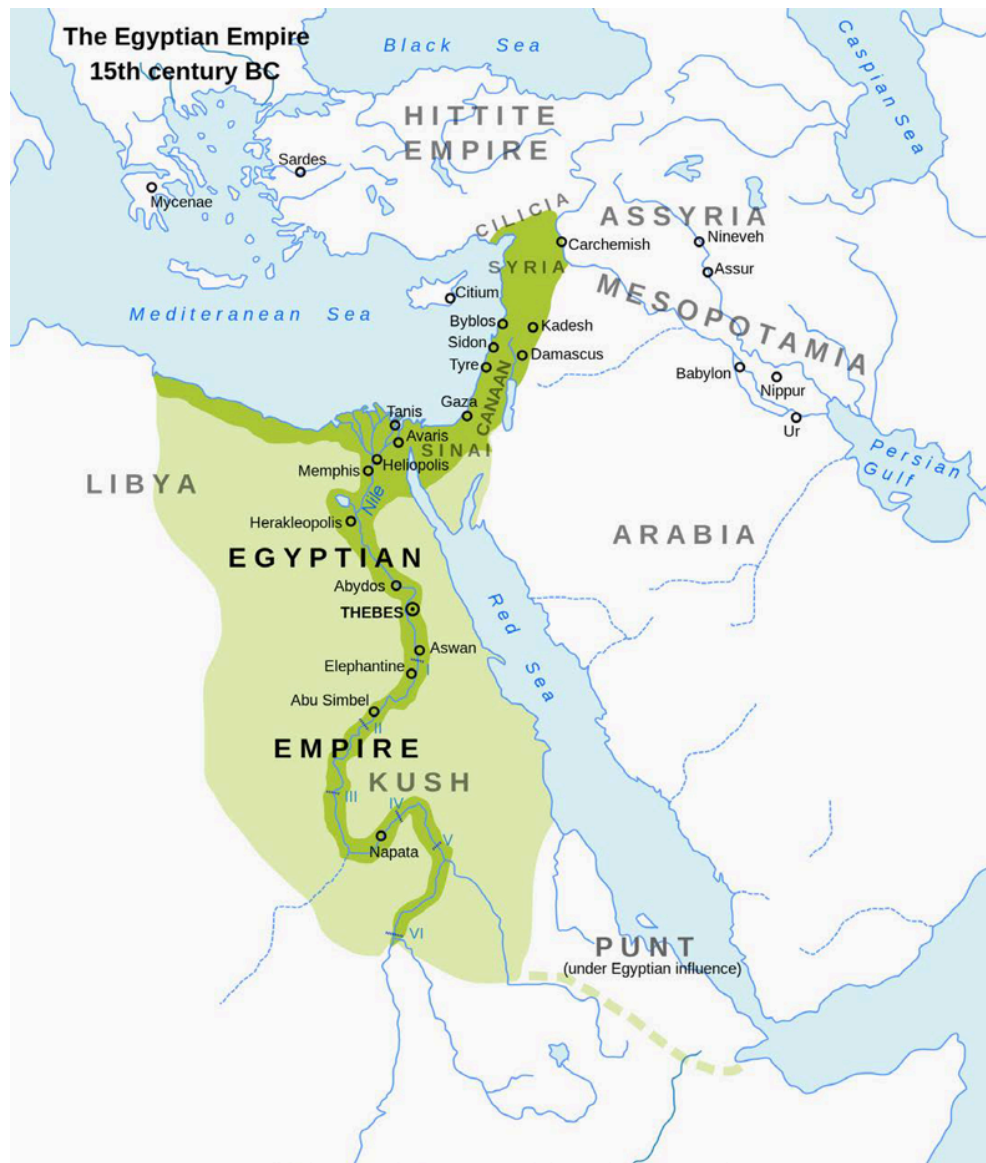 The Egyptian Empire
15th century BC
Black Sea
Caspian Sea
HITTITE
EMPIRE
Sardes
Mycenae
CILICIA
ASSYRIA
Nineveh
Carchemish
SYRIA
Assur
Citium
MESOPOTAMIA
Mediteranean Sea
Byblos
Kadesh
Sidon
Damascus
Tyre
CANAAN
Babylon
Nippur
Gaza
Tanis
Ur
Avaris
SINAI
Heliopolis
Memphis
Persian
Gulf
LIBYA
Nile
Herakleopolis
ARABIA
EGYPTIAN
Abydos
THEBES
Red Sea
Aswan
I
Elephantine
Abu Simbel
II
EMPIRE
KUSH
III
IV
V
Napata
VI
PUNT
(under Egyptian influence)